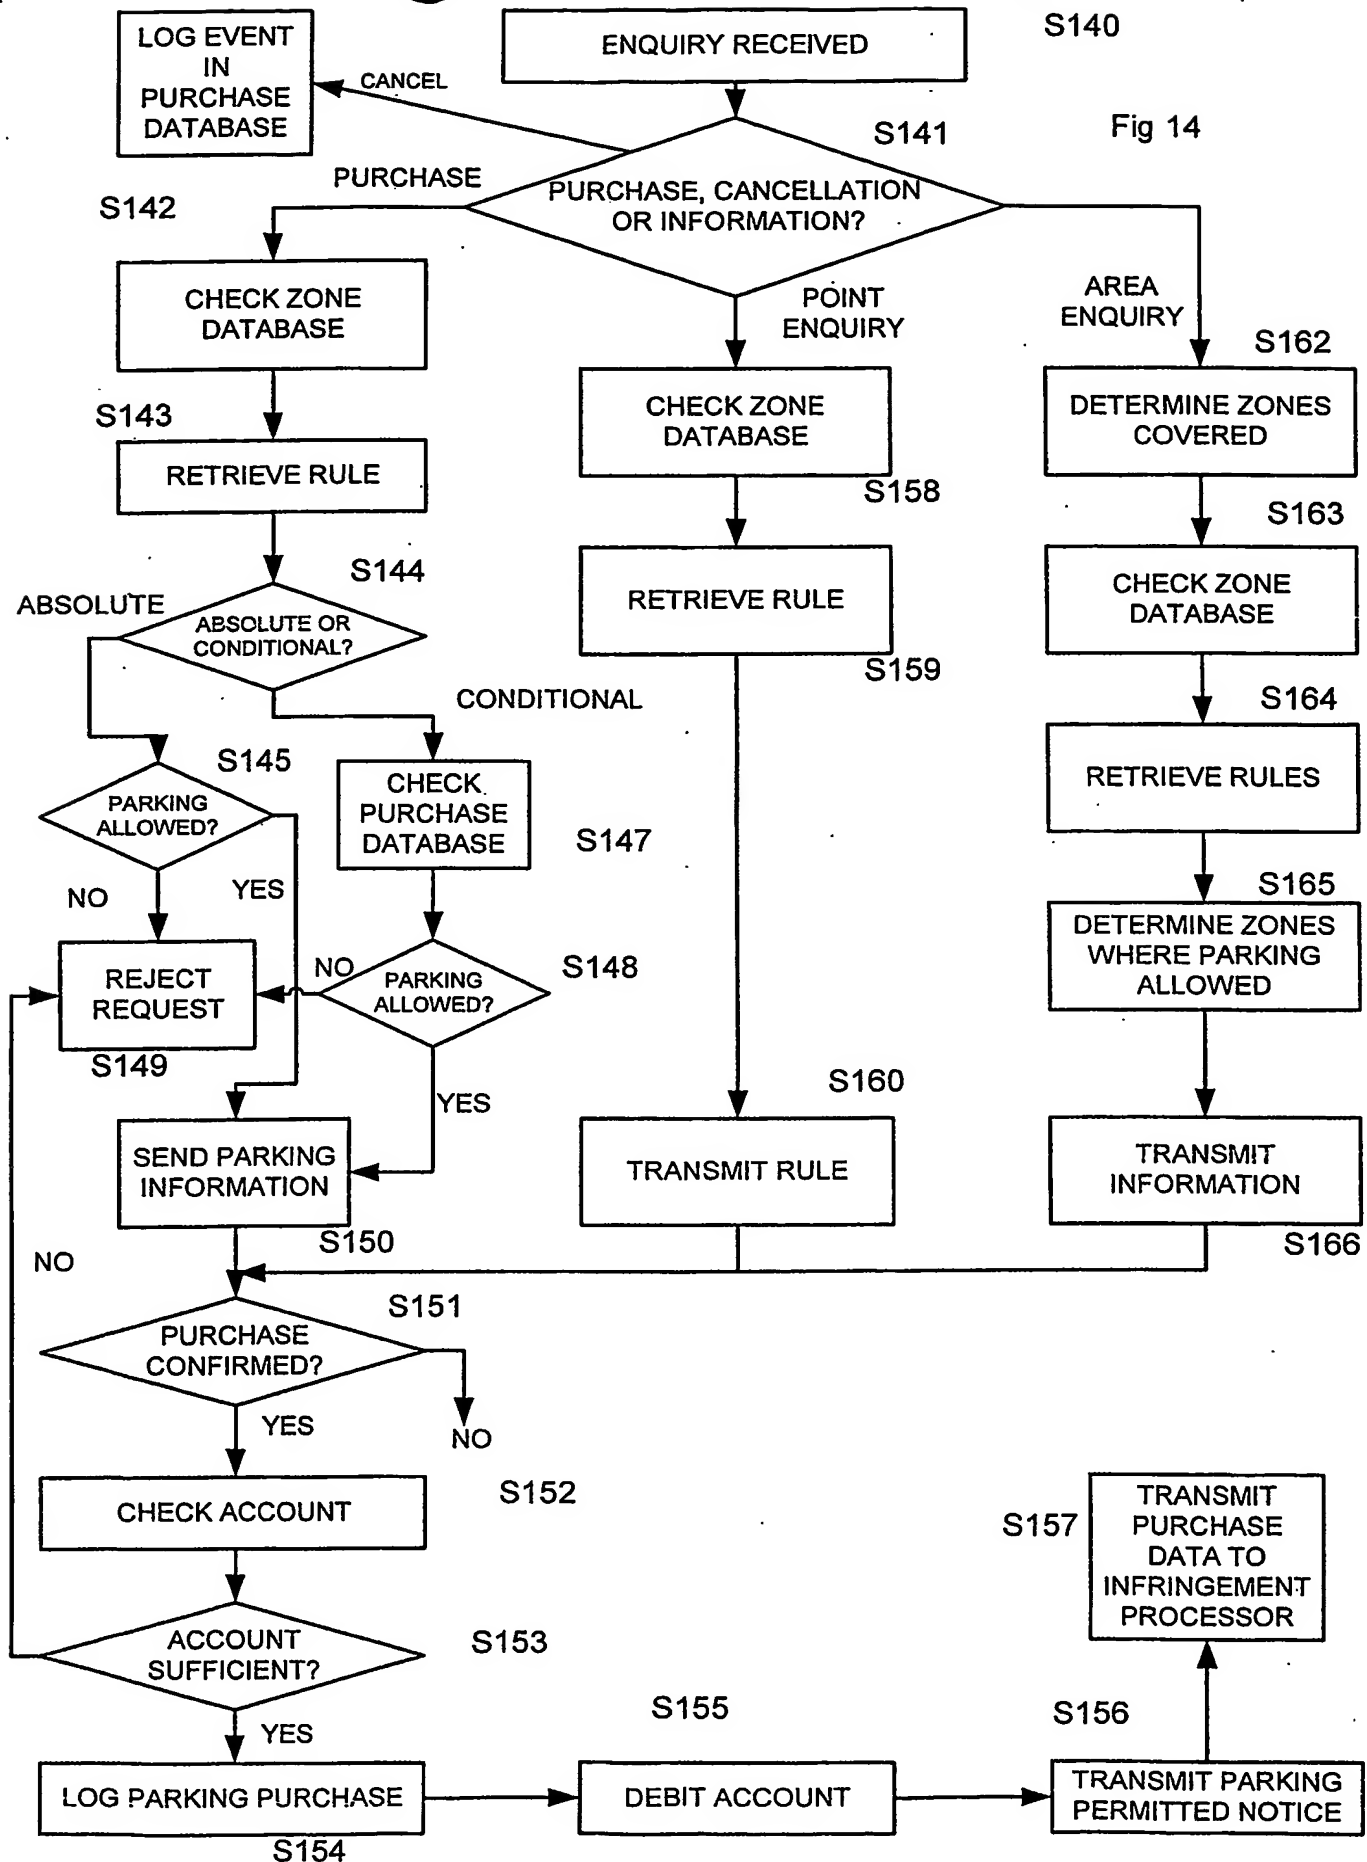 LOG EVENT
IN
PURCHASE
DATABASE
CANCEL
ENQUIRY RECEIVED
S140
Fig 14
S141
PURCHASE, CANCELLATION
OR INFORMATION?
PURCHASE
S142
CHECK ZONE
DATABASE
S143
RETRIEVE RULE
S144
ABSOLUTE
ABSOLUTE OR
CONDITIONAL?
CONDITIONAL
S145
PARKING
ALLOWED?
NO
YES
CHECK
PURCHASE
DATABASE
S147
REJECT
REQUEST
S149
NO
PARKING
ALLOWED?
S148
YES
SEND PARKING
INFORMATION
S150
POINT
ENQUIRY
CHECK ZONE
DATABASE
S158
RETRIEVE RULE
S159
S160
TRANSMIT RULE
AREA
ENQUIRY
S162
DETERMINE ZONES
COVERED
S163
CHECK ZONE
DATABASE
S164
RETRIEVE RULES
S165
DETERMINE ZONES
WHERE PARKING
ALLOWED
TRANSMIT
INFORMATION
S166
NO
S151
PURCHASE
CONFIRMED?
NO
YES
S152
CHECK ACCOUNT
S153
ACCOUNT
SUFFICIENT?
YES
LOG PARKING PURCHASE
S154
S155
DEBIT ACCOUNT
S156
TRANSMIT PARKING
PERMITTED NOTICE
S157
TRANSMIT
PURCHASE
DATA TO
INFRINGEMENT
PROCESSOR